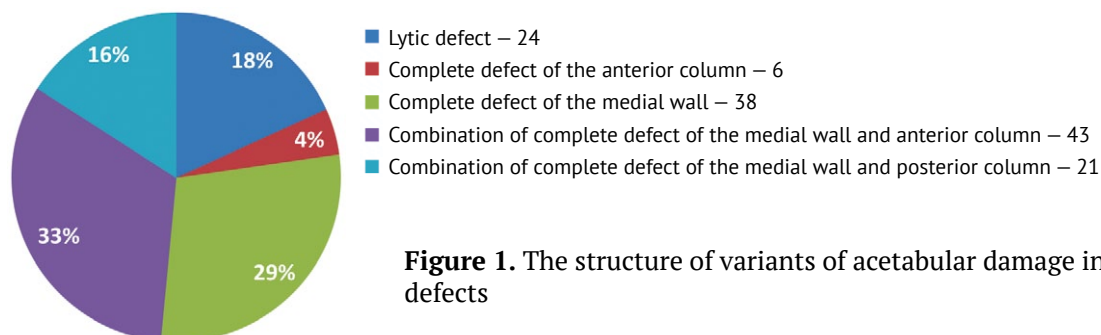 16%
18%
4%
33%
29%
Lytic defect — 24
Complete defect of the anterior column — 6
Complete defect of the medial wall — 38
Combination of complete defect of the medial wall and anterior column — 43
Combination of complete defect of the medial wall and posterior column — 21
Figure 1. The structure of variants of acetabular damage in
defects